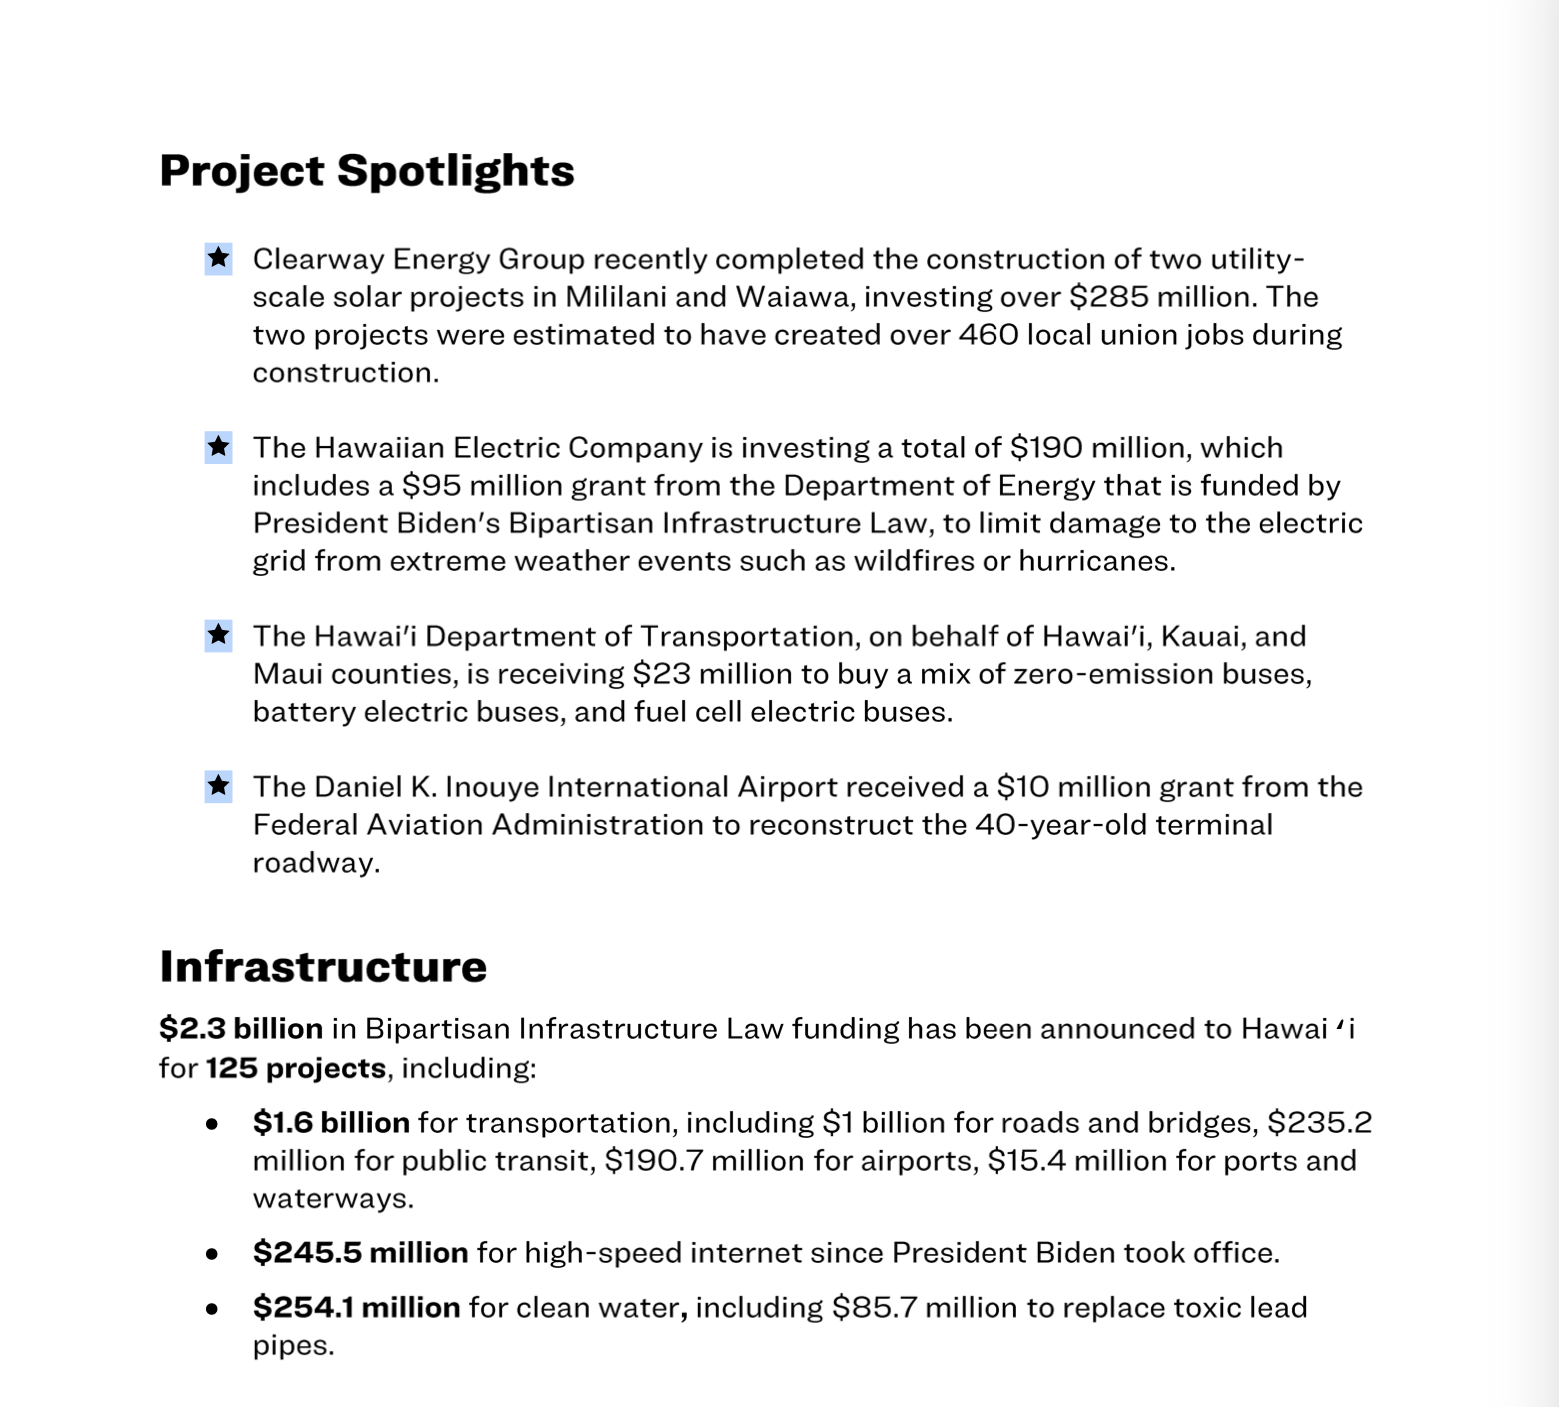 Project Spotlights
★ Clearway Energy Group recently completed the construction of two utility-
scale solar projects in Mililani and Waiawa, investing over $285 million. The
two projects were estimated to have created over 460 local union jobs during
construction.
★ The Hawaiian Electric Company is investing a total of $190 million, which
includes a $95 million grant from the Department of Energy that is funded by
President Biden's Bipartisan Infrastructure Law, to limit damage to the electric
grid from extreme weather events such as wildfires or hurricanes.
★ The Hawai'i Department of Transportation, on behalf of Hawai'i, Kauai, and
Maui counties, is receiving $23 million to buy a mix of zero-emission buses,
battery electric buses, and fuel cell electric buses.
★ The Daniel K. Inouye International Airport received a $10 million grant from the
Federal Aviation Administration to reconstruct the 40-year-old terminal
roadway.
Infrastructure
$2.3 billion in Bipartisan Infrastructure Law funding has been announced to Hawai ʻi
for 125 projects, including:
• $1.6 billion for transportation, including $1 billion for roads and bridges, $235.2
million for public transit, $190.7 million for airports, $15.4 million for ports and
waterways.
• $245.5 million for high-speed internet since President Biden took office.
• $254.1 million for clean water, including $85.7 million to replace toxic lead
pipes.